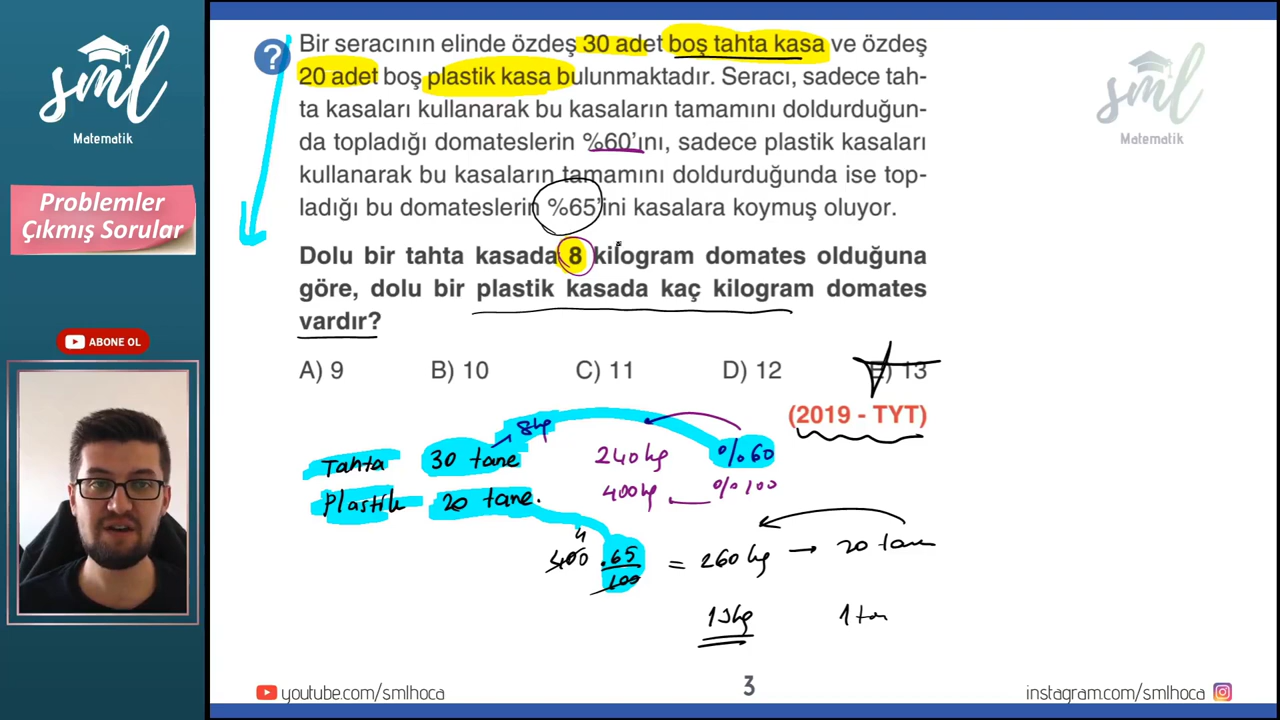 sml
Matematik
Problemler
Çıkmış Sorular
ABONE OL
?
Bir seracının elinde özdeş 30 adet boş tahta kasa ve özdeş
20 adet boş plastik kasa bulunmaktadır. Seracı, sadece tah-
ta kasaları kullanarak bu kasaların tamamını doldurduğun-
da topladığı domateslerin %60'ını, sadece plastik kasaları
kullanarak bu kasaların tamamını doldurduğunda ise top-
ladığı bu domateslerin %65'ini kasalara koymuş oluyor.
Dolu bir tahta kasada 8 kilogram domates olduğuna
göre, dolu bir plastik kasada kaç kilogram domates
vardır?
A) 9 B) 10 C) 11 D) 12 E) 13
(2019 - TYT)
8kg
Tahta 30 tane 240kg %60
Plastik 20 tane. 400kg %100
4
400 .65/100 = 260kg → 20 tane
13kg 1 tane
sml
Matematik
youtube.com/smlhoca
3
instagram.com/smlhoca